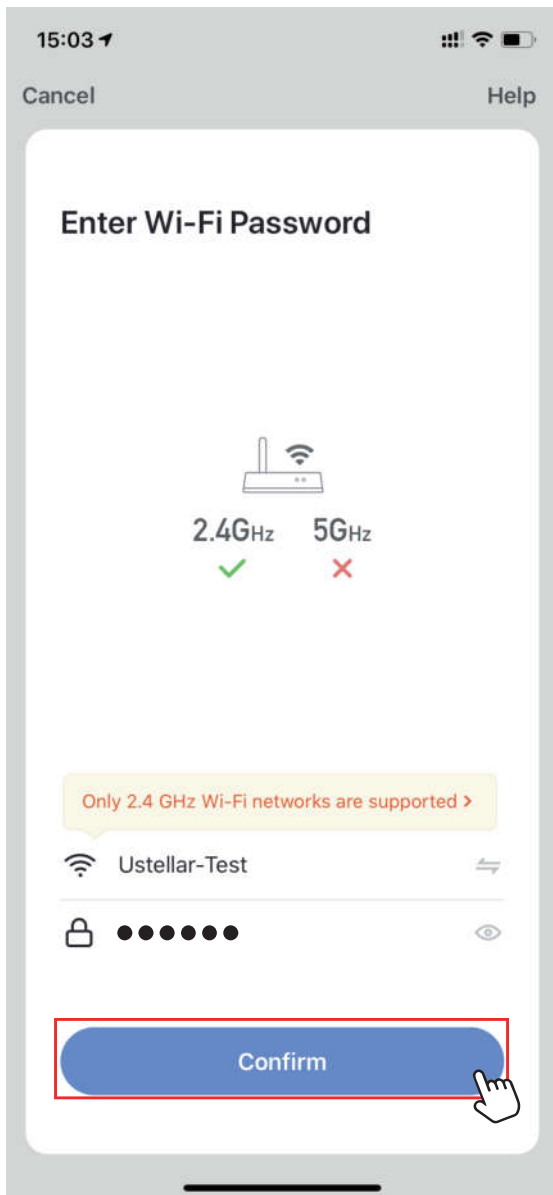 15:03
Cancel Help
Enter Wi-Fi Password
2.4GHz 5GHz
Only 2.4 GHz Wi-Fi networks are supported >
Ustellar-Test
●●●●●●
Confirm